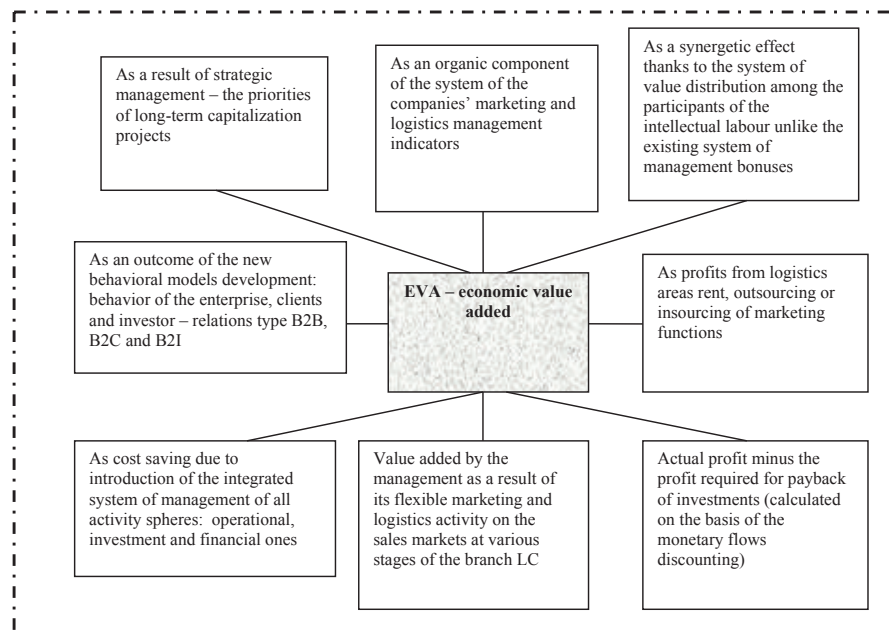 As a result of strategic
management – the priorities
of long-term capitalization
projects
As an organic component
of the system of the
companies’ marketing and
logistics management
indicators
As a synergetic effect
thanks to the system of
value distribution among the
participants of the
intellectual labour unlike the
existing system of
management bonuses
As an outcome of the new
behavioral models development:
behavior of the enterprise, clients
and investor – relations type B2B,
B2C and B2I
EVA – economic value
added
As profits from logistics
areas rent, outsourcing or
insourcing of marketing
functions
As cost saving due to
introduction of the integrated
system of management of all
activity spheres:  operational,
investment and financial ones
Value added by the
management as a result of
its flexible marketing and
logistics activity on the
sales markets at various
stages of the branch LC
Actual profit minus the
profit required for payback
of investments (calculated
on the basis of the
monetary flows
discounting)